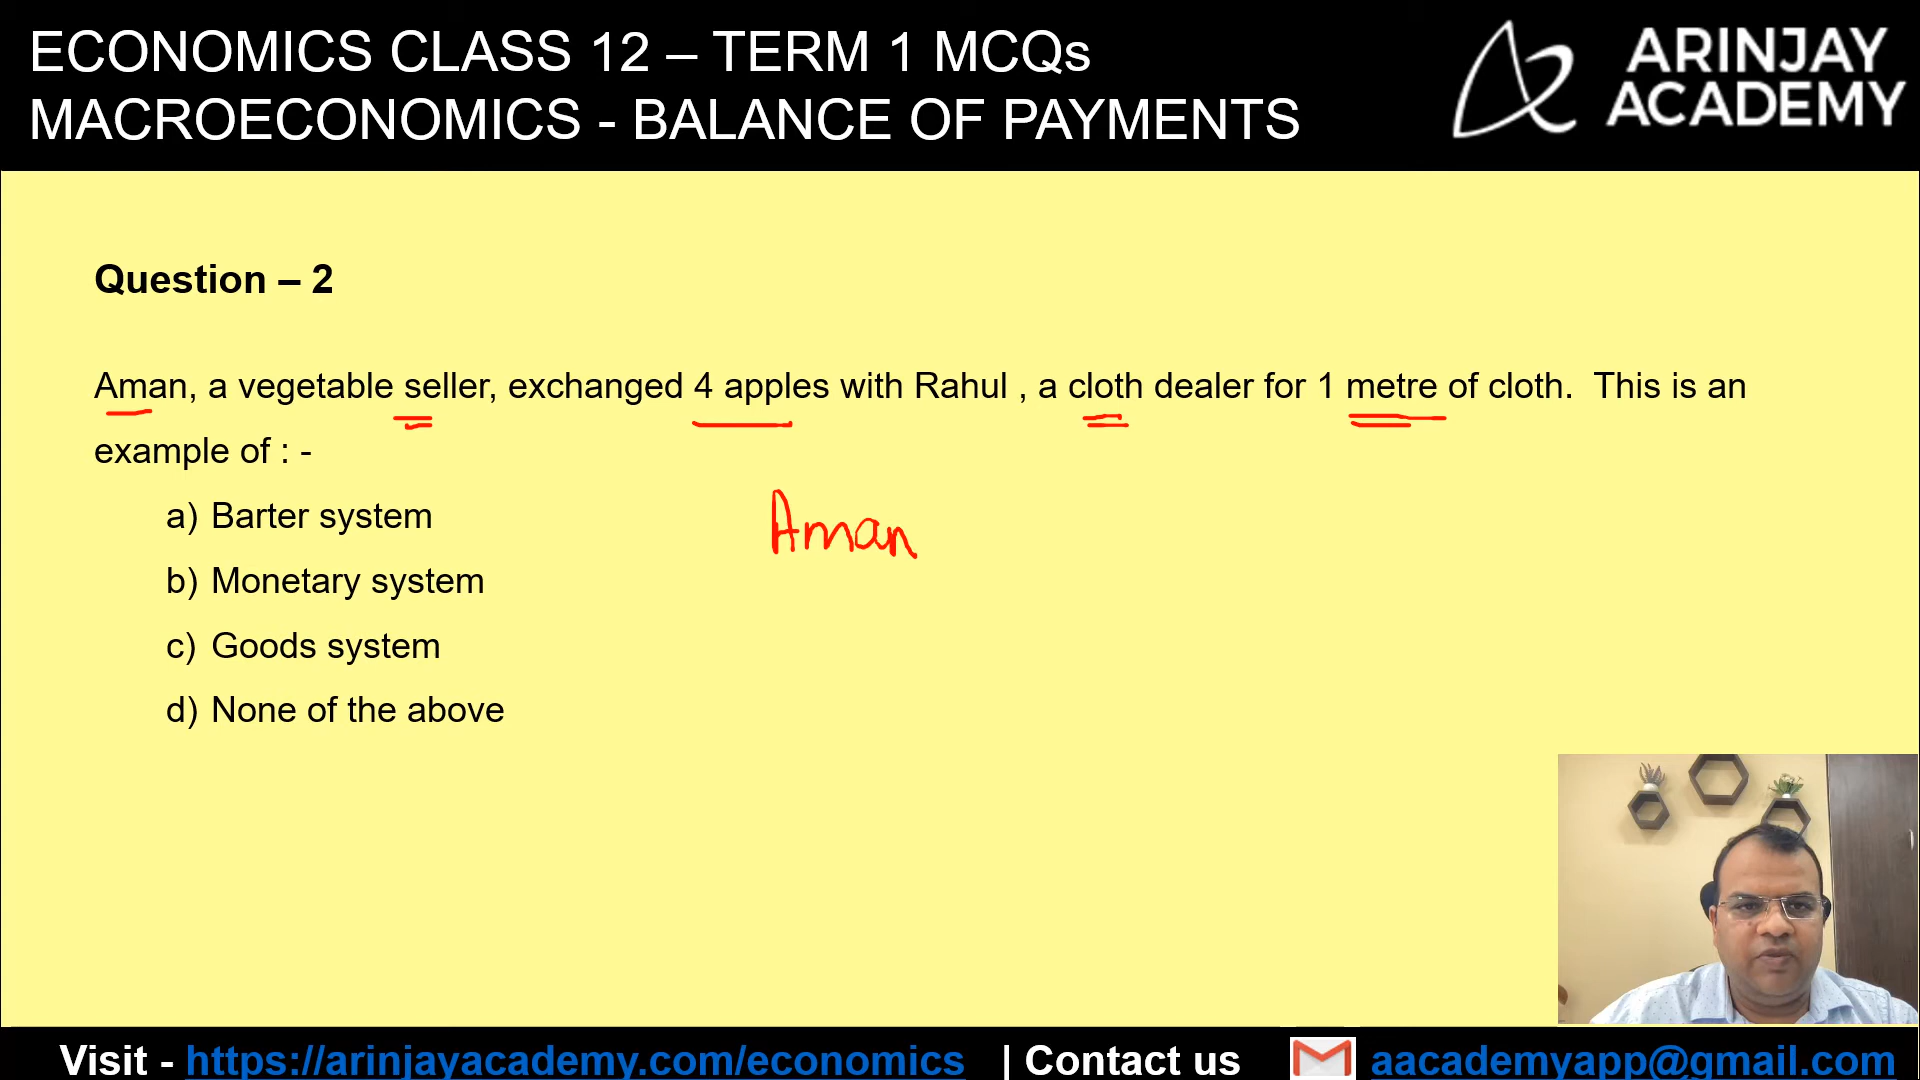 ECONOMICS CLASS 12 – TERM 1 MCQs
MACROECONOMICS - BALANCE OF PAYMENTS
ARINJAY
ACADEMY
Question – 2
Aman, a vegetable seller, exchanged 4 apples with Rahul , a cloth dealer for 1 metre of cloth.  This is an
example of : -
a) Barter system
Aman
b) Monetary system
c) Goods system
d) None of the above
Visit - https://arinjayacademy.com/economics | Contact us aacademyapp@gmail.com